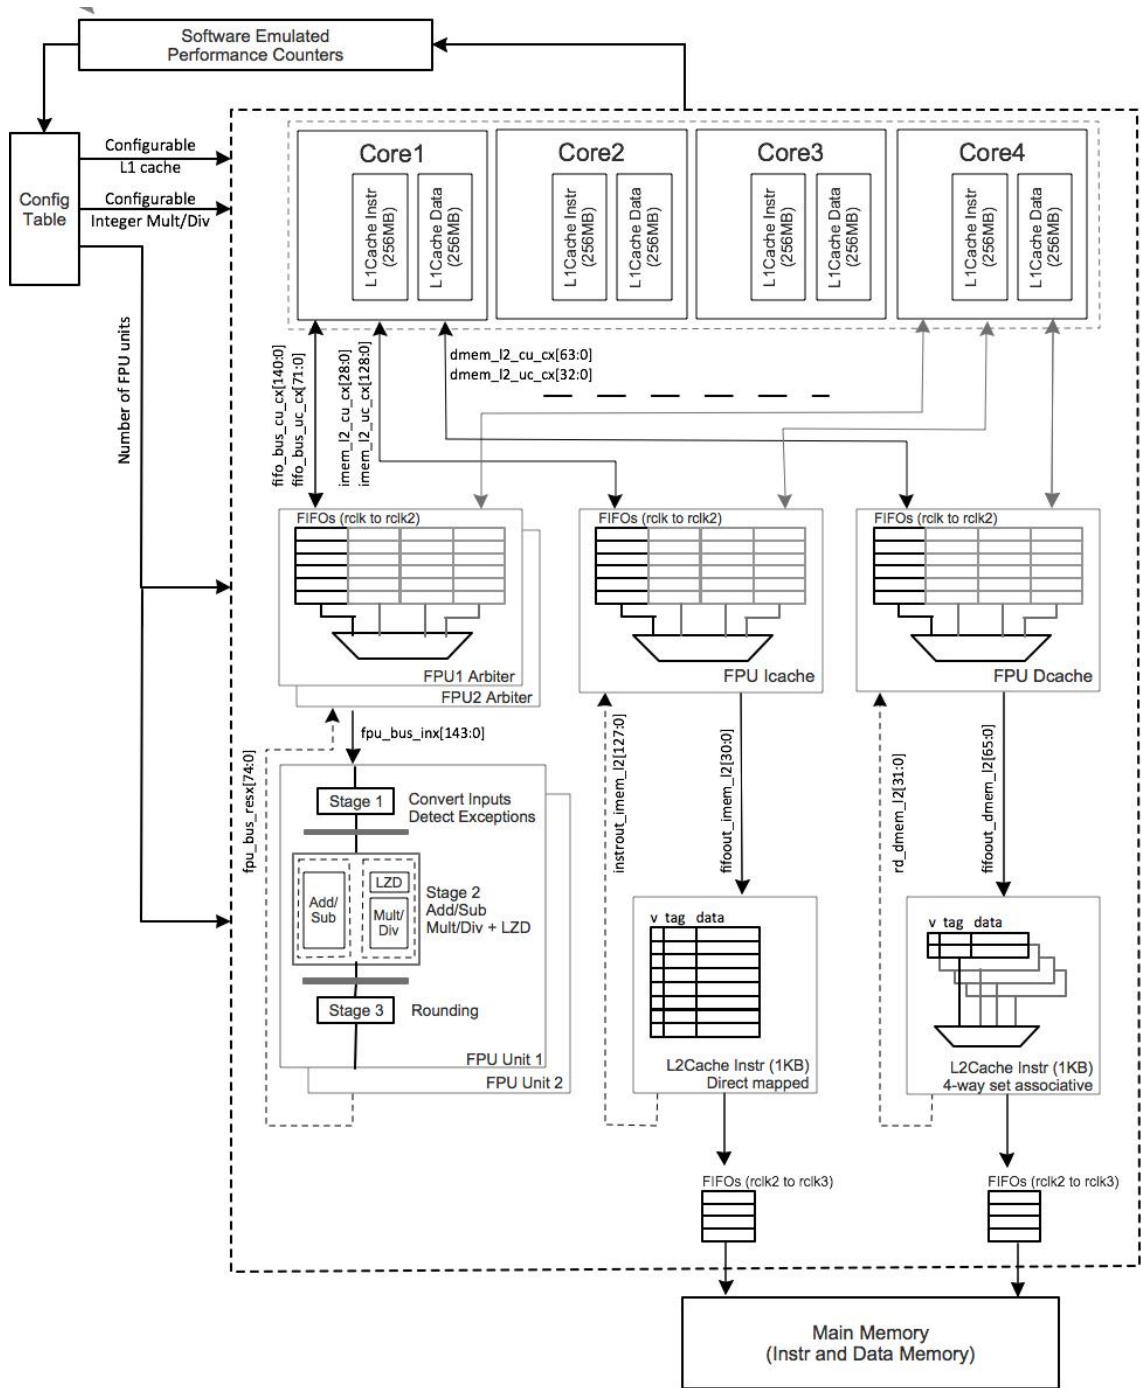 Software Emulated
Performance Counters
Config
Table
Configurable
L1 cache
Configurable
Integer Mult/Div
Number of FPU units
Core1
L1Cache Instr
(256MB)
L1Cache Data
(256MB)
Core2
L1Cache Instr
(256MB)
L1Cache Data
(256MB)
Core3
L1Cache Instr
(256MB)
L1Cache Data
(256MB)
Core4
L1Cache Instr
(256MB)
L1Cache Data
(256MB)
fifo_bus_cu_cx[140:0]
fifo_bus_uc_cx[71:0]
imem_l2_cu_cx[28:0]
imem_l2_uc_cx[128:0]
dmem_l2_cu_cx[63:0]
dmem_l2_uc_cx[32:0]
FIFOs (rclk to rclk2)
FPU1 Arbiter
FPU2 Arbiter
FIFOs (rclk to rclk2)
FPU Icache
FIFOs (rclk to rclk2)
FPU Dcache
fpu_bus_resx[74:0]
fpu_bus_inx[143:0]
instrout_imem_l2[127:0]
fifoout_imem_l2[30:0]
rd_dmem_l2[31:0]
fifoout_dmem_l2[65:0]
Stage 1
Convert Inputs
Detect Exceptions
Add/
Sub
LZD
Mult/
Div
Stage 2
Add/Sub
Mult/Div + LZD
Stage 3
Rounding
FPU Unit 1
FPU Unit 2
v tag data
L2Cache Instr (1KB)
Direct mapped
v tag data
L2Cache Instr (1KB)
4-way set associative
FIFOs (rclk2 to rclk3)
FIFOs (rclk2 to rclk3)
Main Memory
(Instr and Data Memory)